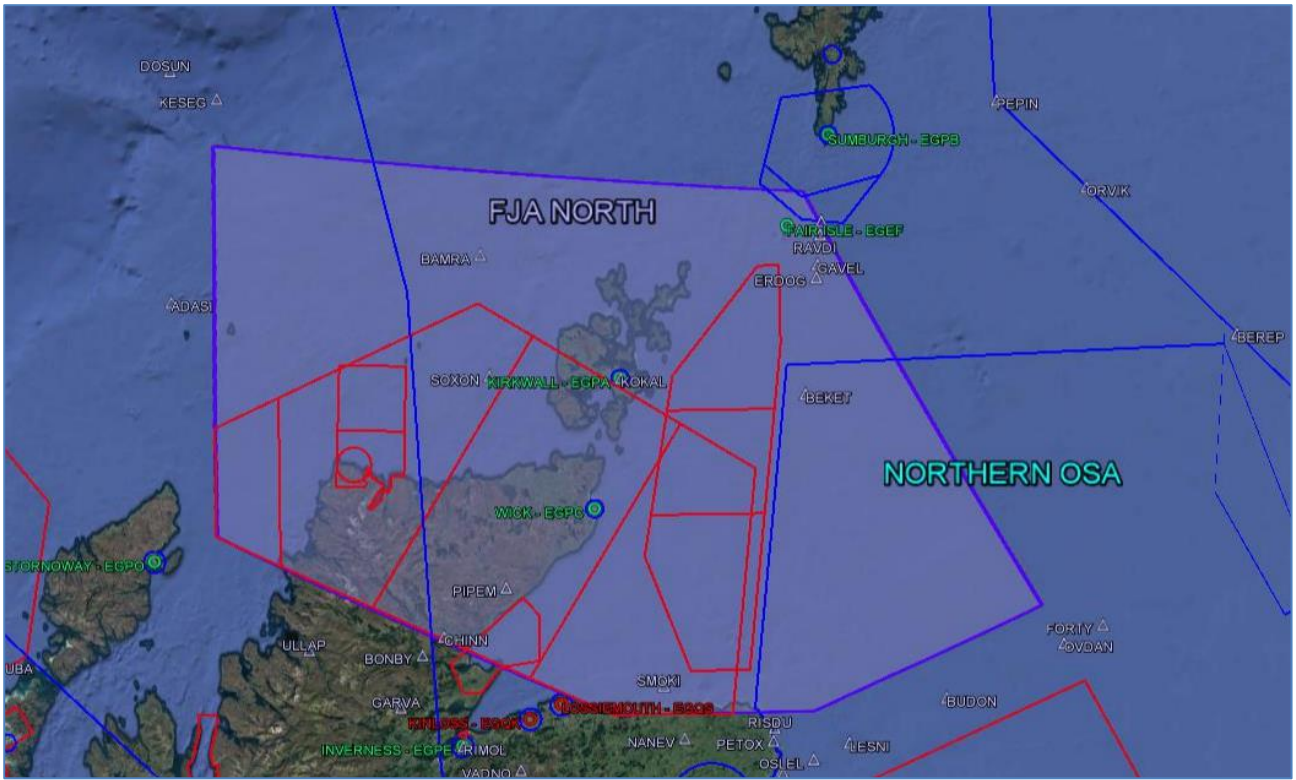 DOSUN
KESEG
PEPIN
SUMBURGH - EGPB
ORVIK
FJA NORTH
FAIR ISLE - EGEF
RAVDI
BAMRA
GAVEL
ERDOG
ADASI
BEREP
SOXON
KIRKWALL - EGPA
KOKAL
BEKET
NORTHERN OSA
WICK - EGPC
STORNOWAY - EGPO
PIPEM
FORTY
OVDAN
CHINN
ULLAP
BONBY
UBA
SMOKI
BUDON
GARVA
LOSSIEMOUTH - EGQS
KINLOSS - EGQK
RISDU
INVERNESS - EGPE
RIMOL
NANEV
PETOX
LESNI
OSLEL
VADNO